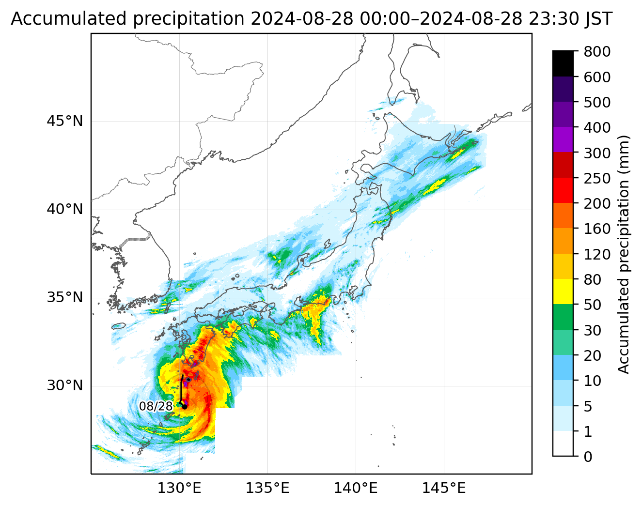 Accumulated precipitation 2024-08-28 00:00–2024-08-28 23:30 JST
45°N
40°N
35°N
30°N
130°E
135°E
140°E
145°E
08/28
800
600
500
400
300
250
200
160
120
80
50
30
20
10
5
1
0
Accumulated precipitation (mm)